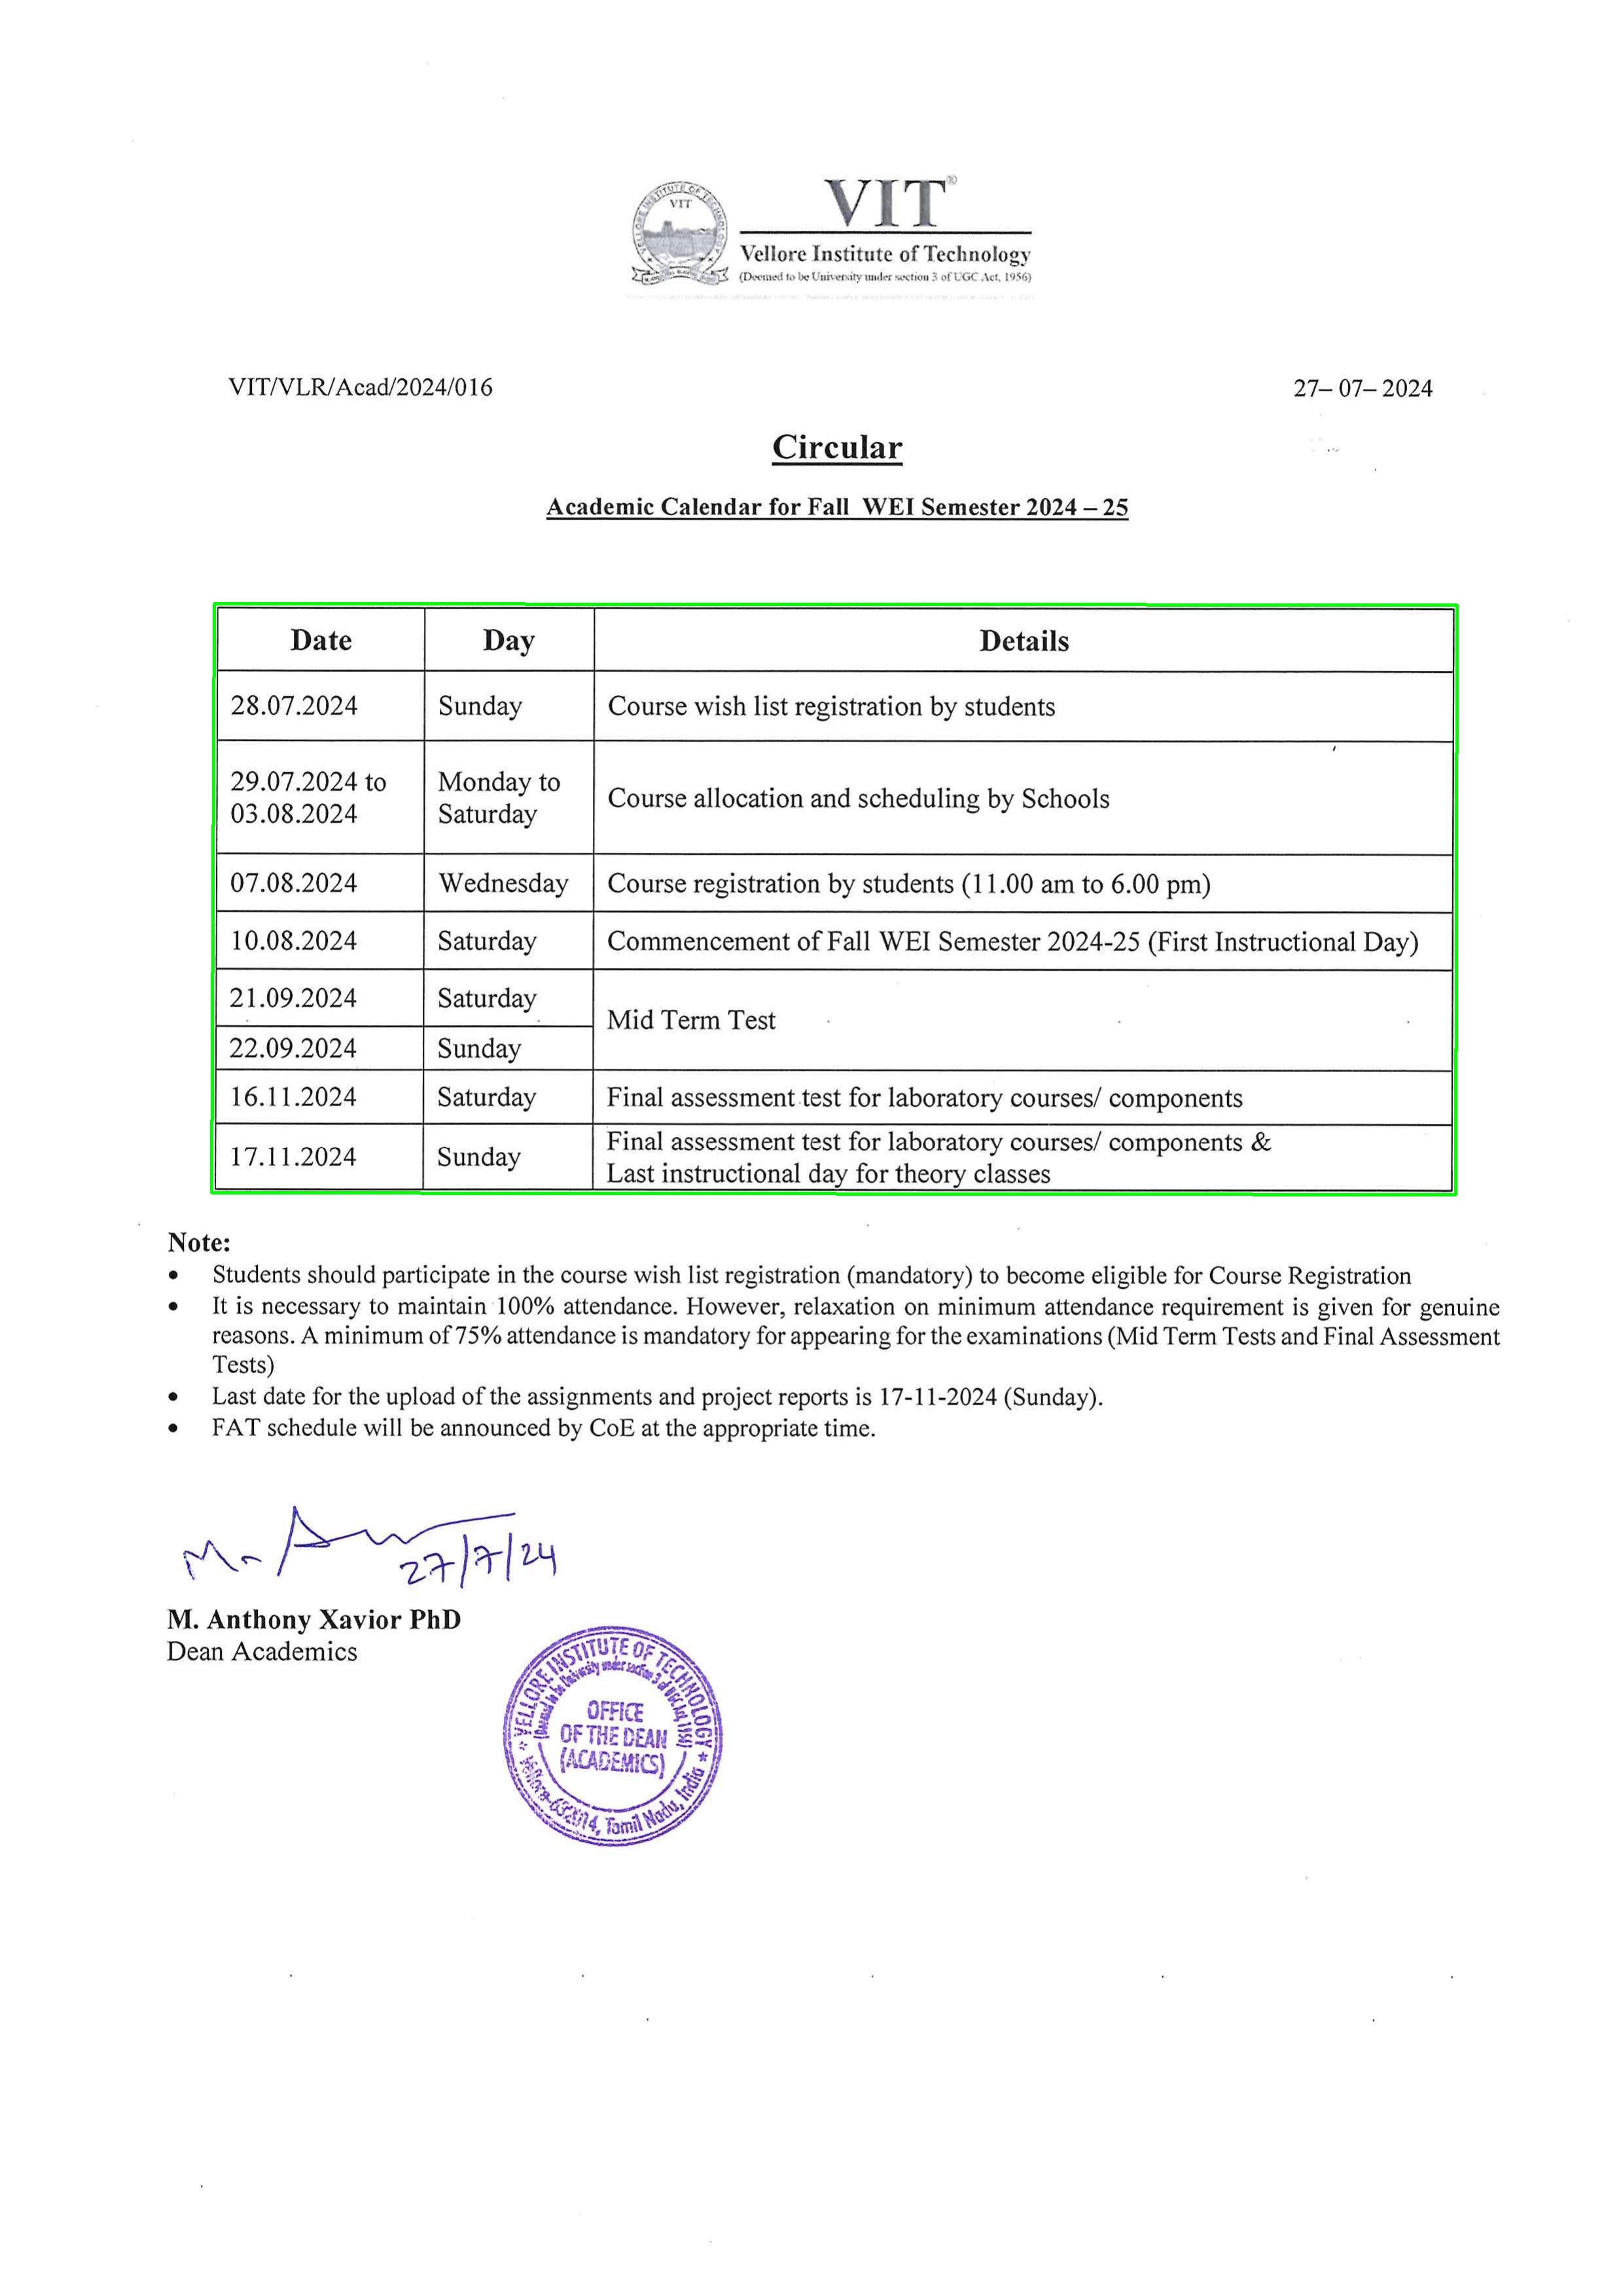 VELLORE INSTITUTE OF TECHNOLOGY
VIT
VIT®
Vellore Institute of Technology
(Deemed to be University under section 3 of UGC Act, 1956)
VIT/VLR/Acad/2024/016 27– 07– 2024
Circular
Academic Calendar for Fall WEI Semester 2024 – 25
Date Day Details
28.07.2024 Sunday Course wish list registration by students
29.07.2024 to Monday to
03.08.2024 Saturday
Course allocation and scheduling by Schools
07.08.2024 Wednesday Course registration by students (11.00 am to 6.00 pm)
10.08.2024 Saturday Commencement of Fall WEI Semester 2024-25 (First Instructional Day)
21.09.2024 Saturday
Mid Term Test
22.09.2024 Sunday
16.11.2024 Saturday Final assessment test for laboratory courses/ components
17.11.2024 Sunday Final assessment test for laboratory courses/ components &
Last instructional day for theory classes
Note:
• Students should participate in the course wish list registration (mandatory) to become eligible for Course Registration
• It is necessary to maintain 100% attendance. However, relaxation on minimum attendance requirement is given for genuine
reasons. A minimum of 75% attendance is mandatory for appearing for the examinations (Mid Term Tests and Final Assessment
Tests)
• Last date for the upload of the assignments and project reports is 17-11-2024 (Sunday).
• FAT schedule will be announced by CoE at the appropriate time.
27/7/24
M. Anthony Xavior PhD
Dean Academics
VELLORE INSTITUTE OF TECHNOLOGY
(Deemed to be University under section 3 of UGC Act, 1956)
OFFICE
OF THE DEAN
(ACADEMICS)
Vellore-632014, Tamil Nadu, India